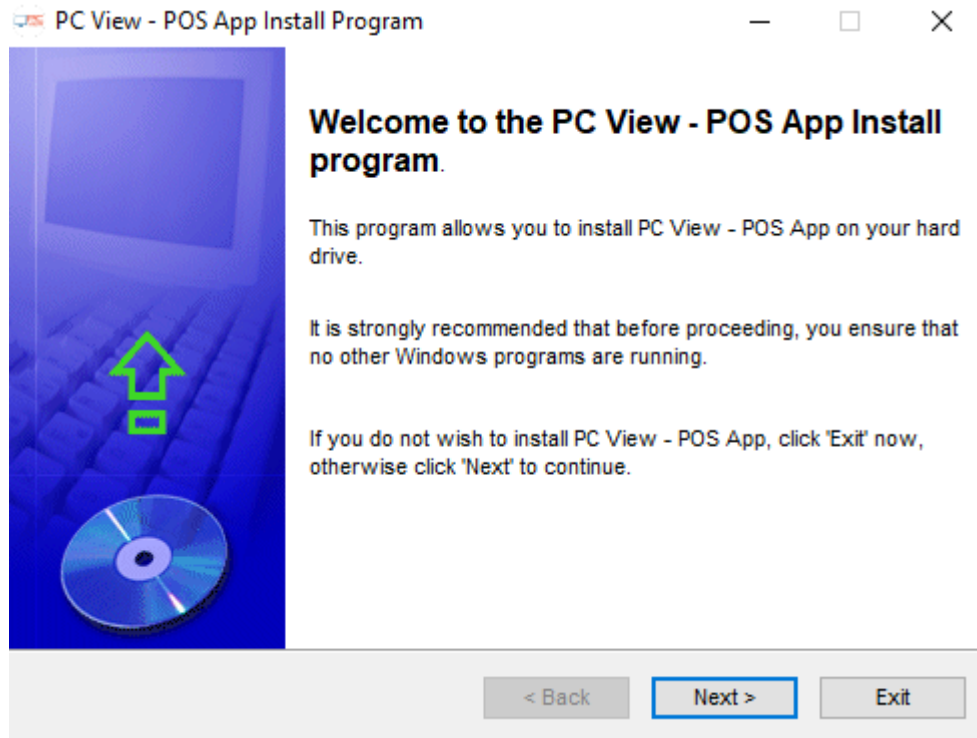 PC View - POS App Install Program
Welcome to the PC View - POS App Install
program.
This program allows you to install PC View - POS App on your hard
drive.
It is strongly recommended that before proceeding, you ensure that
no other Windows programs are running.
If you do not wish to install PC View - POS App, click 'Exit' now,
otherwise click 'Next' to continue.
< Back Next > Exit